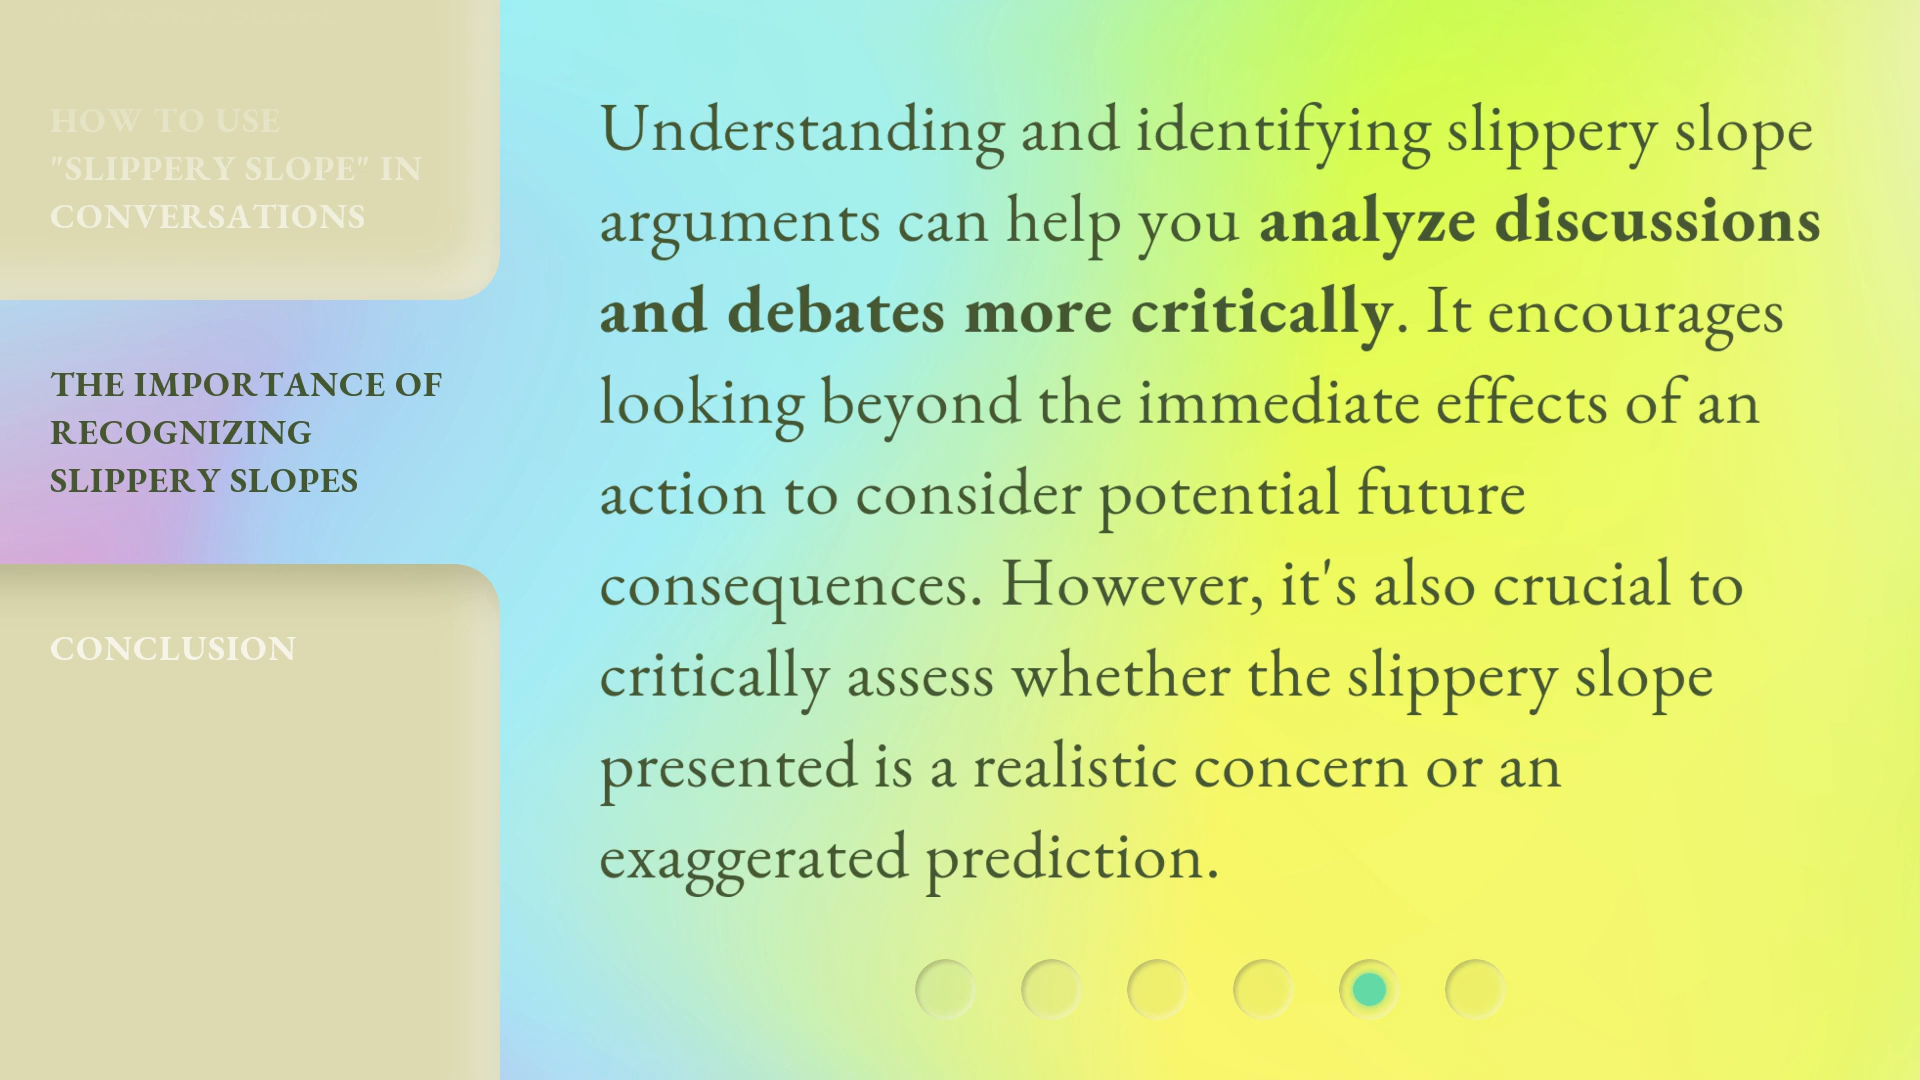 HOW TO USE
"SLIPPERY SLOPE" IN
CONVERSATIONS
THE IMPORTANCE OF
RECOGNIZING
SLIPPERY SLOPES
CONCLUSION
Understanding and identifying slippery slope
arguments can help you analyze discussions
and debates more critically. It encourages
looking beyond the immediate effects of an
action to consider potential future
consequences. However, it's also crucial to
critically assess whether the slippery slope
presented is a realistic concern or an
exaggerated prediction.